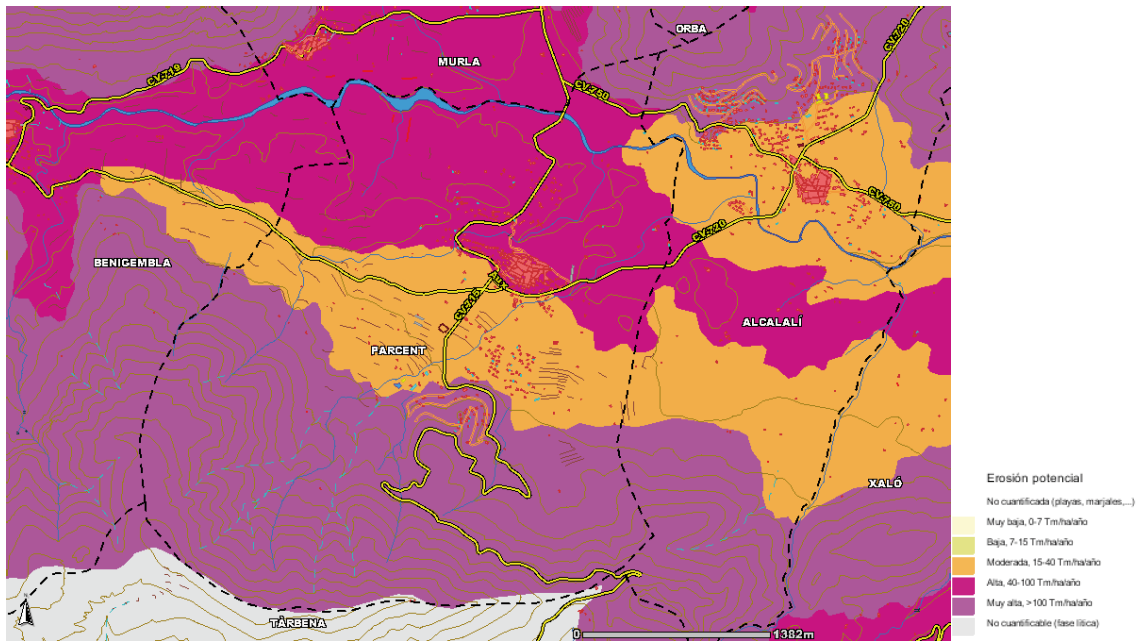 ORBA
CV-720
MURLA
CV-719
CV-750
CV-750
CV-720
BENIGEMBLA
ALCALALÍ
PARCENT
XALÓ
TÀRBENA
0 1382m
Erosión potencial
No cuantificada (playas, marjales,...)
Muy baja, 0-7 Tm/ha/año
Baja, 7-15 Tm/ha/año
Moderada, 15-40 Tm/ha/año
Alta, 40-100 Tm/ha/año
Muy alta, >100 Tm/ha/año
No cuantificable (fase lítica)